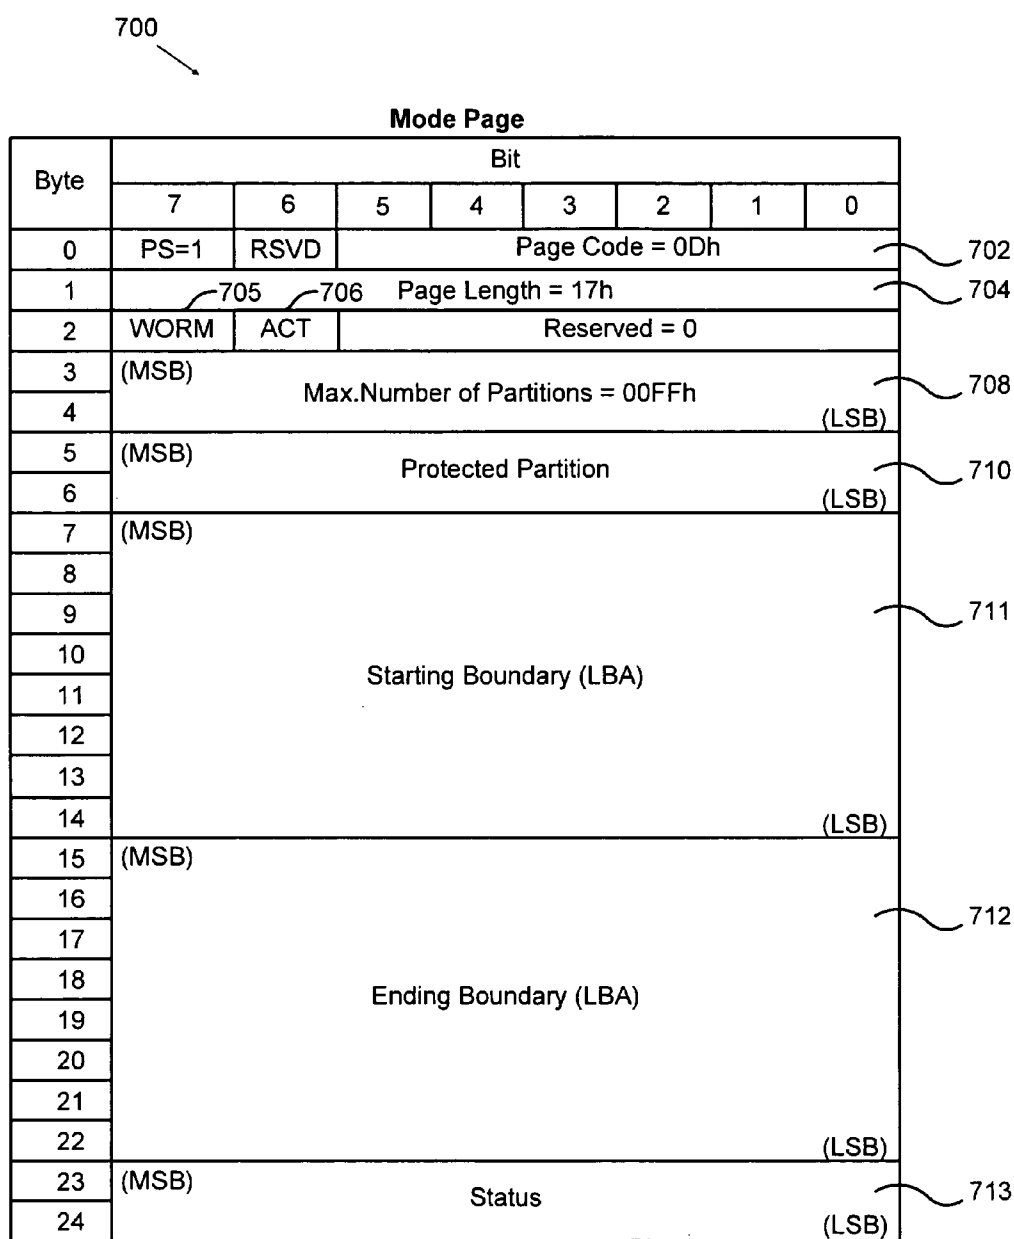 700
Mode Page
Byte Bit
7 6 5 4 3 2 1 0
0 PS=1 RSVD Page Code = 0Dh 702
1 705 706 Page Length = 17h 704
2 WORM ACT Reserved = 0
3 (MSB)
Max.Number of Partitions = 00FFh 708
4 (LSB)
5 (MSB)
Protected Partition 710
6 (LSB)
7 (MSB)
8
9 711
10
Starting Boundary (LBA)
11
12
13
14 (LSB)
15 (MSB)
16 712
17
18
Ending Boundary (LBA)
19
20
21
22 (LSB)
23 (MSB)
Status 713
24 (LSB)